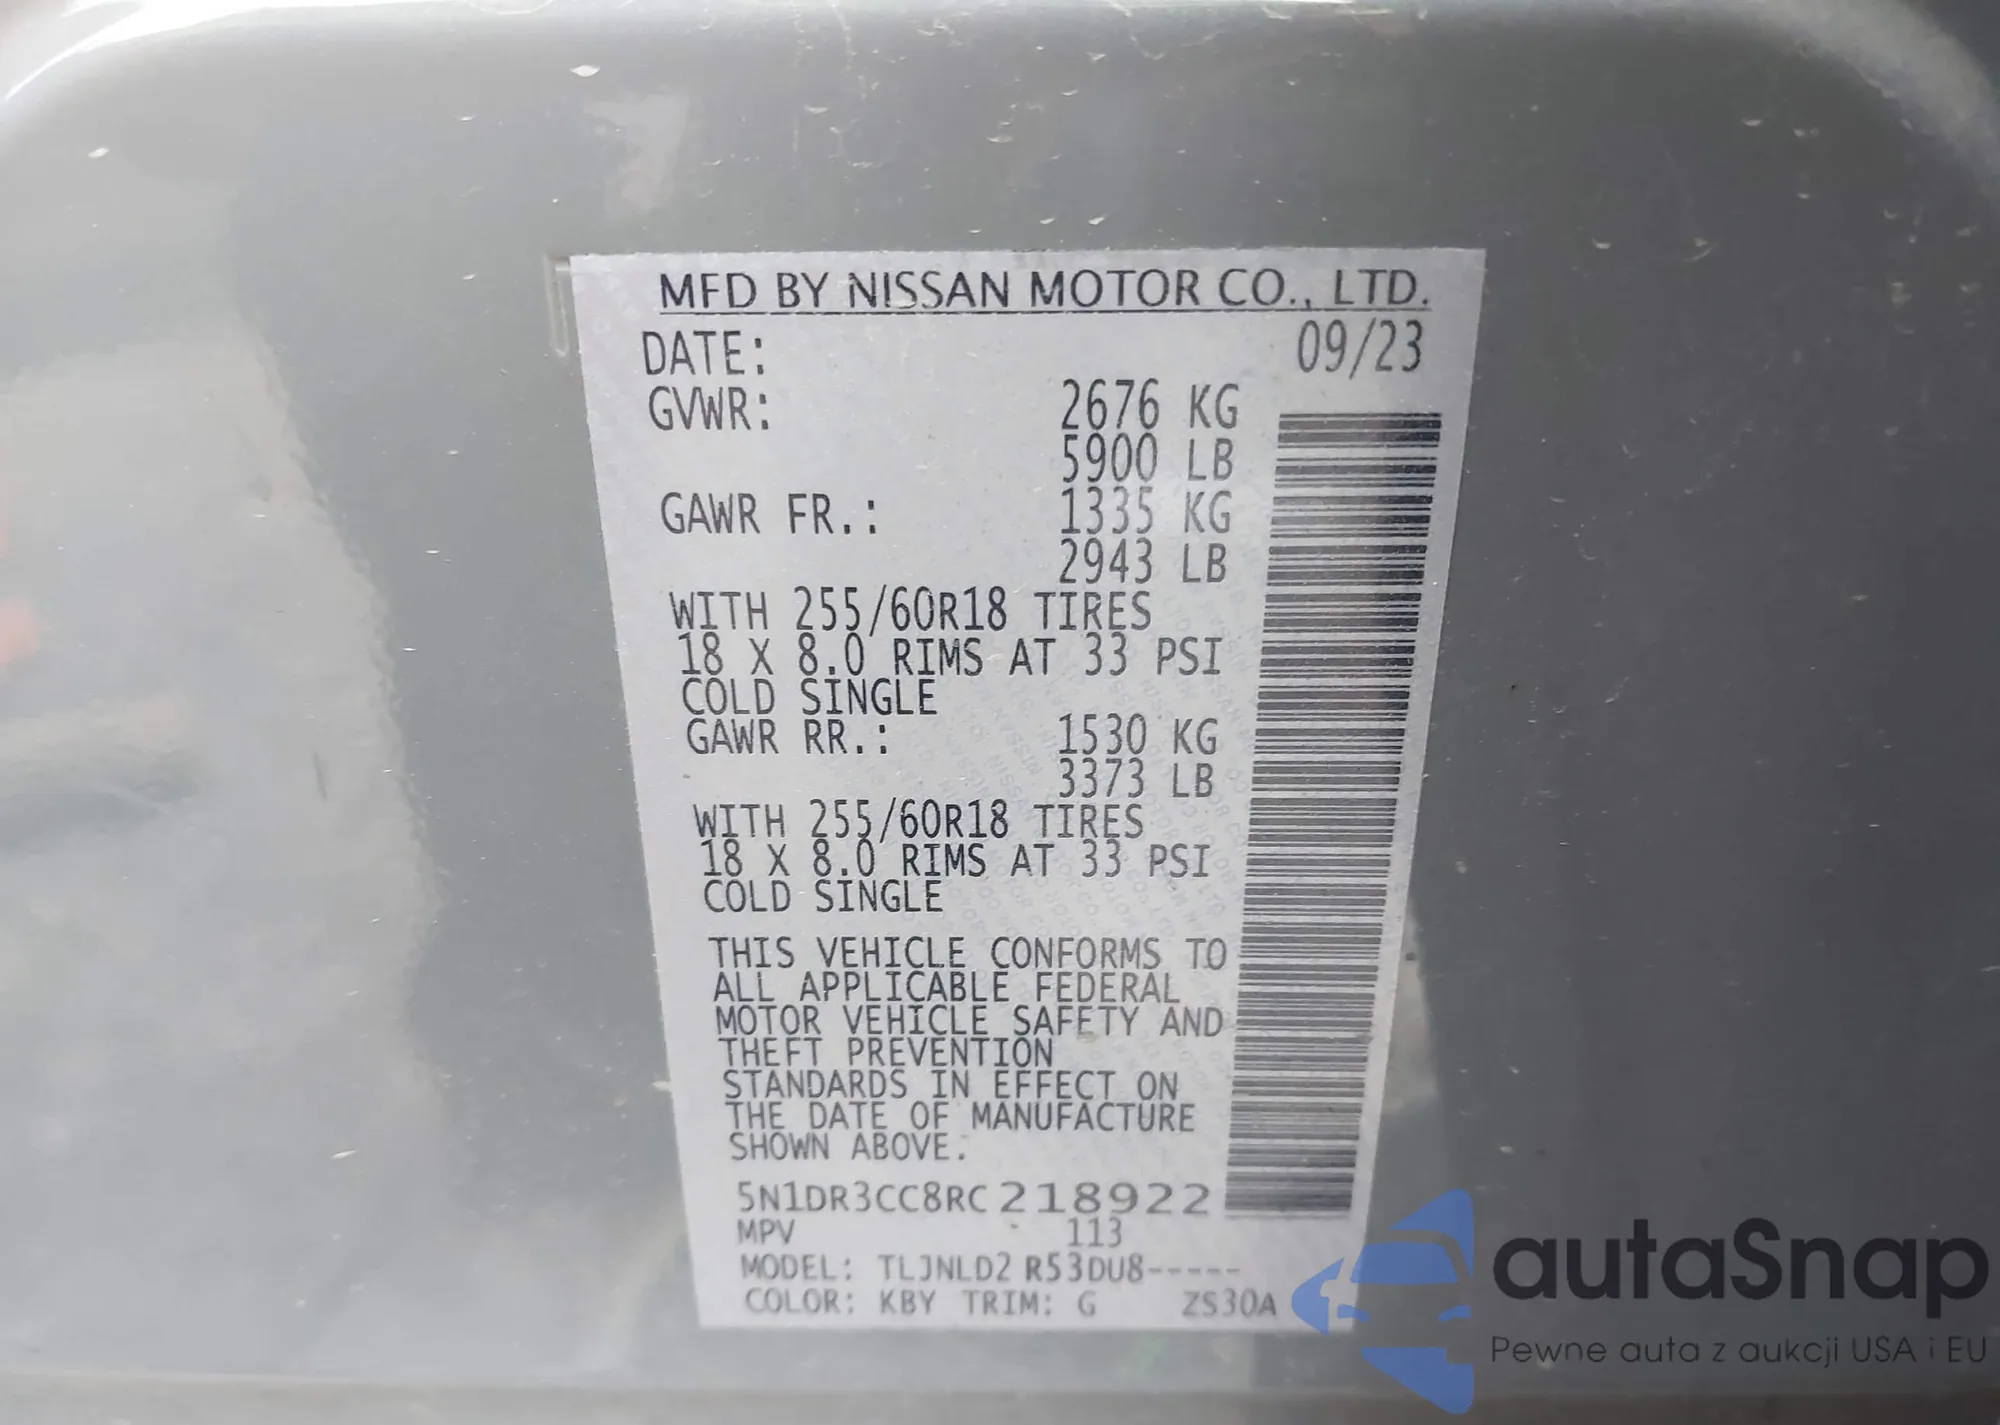 MFD BY NISSAN MOTOR CO., LTD.
DATE: 09/23
GVWR: 2676 KG
5900 LB
GAWR FR.: 1335 KG
2943 LB
WITH 255/60R18 TIRES
18 X 8.0 RIMS AT 33 PSI
COLD SINGLE
GAWR RR.: 1530 KG
3373 LB
WITH 255/60R18 TIRES
18 X 8.0 RIMS AT 33 PSI
COLD SINGLE
THIS VEHICLE CONFORMS TO
ALL APPLICABLE FEDERAL
MOTOR VEHICLE SAFETY AND
THEFT PREVENTION
STANDARDS IN EFFECT ON
THE DATE OF MANUFACTURE
SHOWN ABOVE.
5N1DR3CC8RC218922
MPV 113
MODEL: TLJNLD2 R53DU8-----
COLOR: KBY TRIM: G ZS30A
autaSnap
Pewne auta z aukcji USA i EU